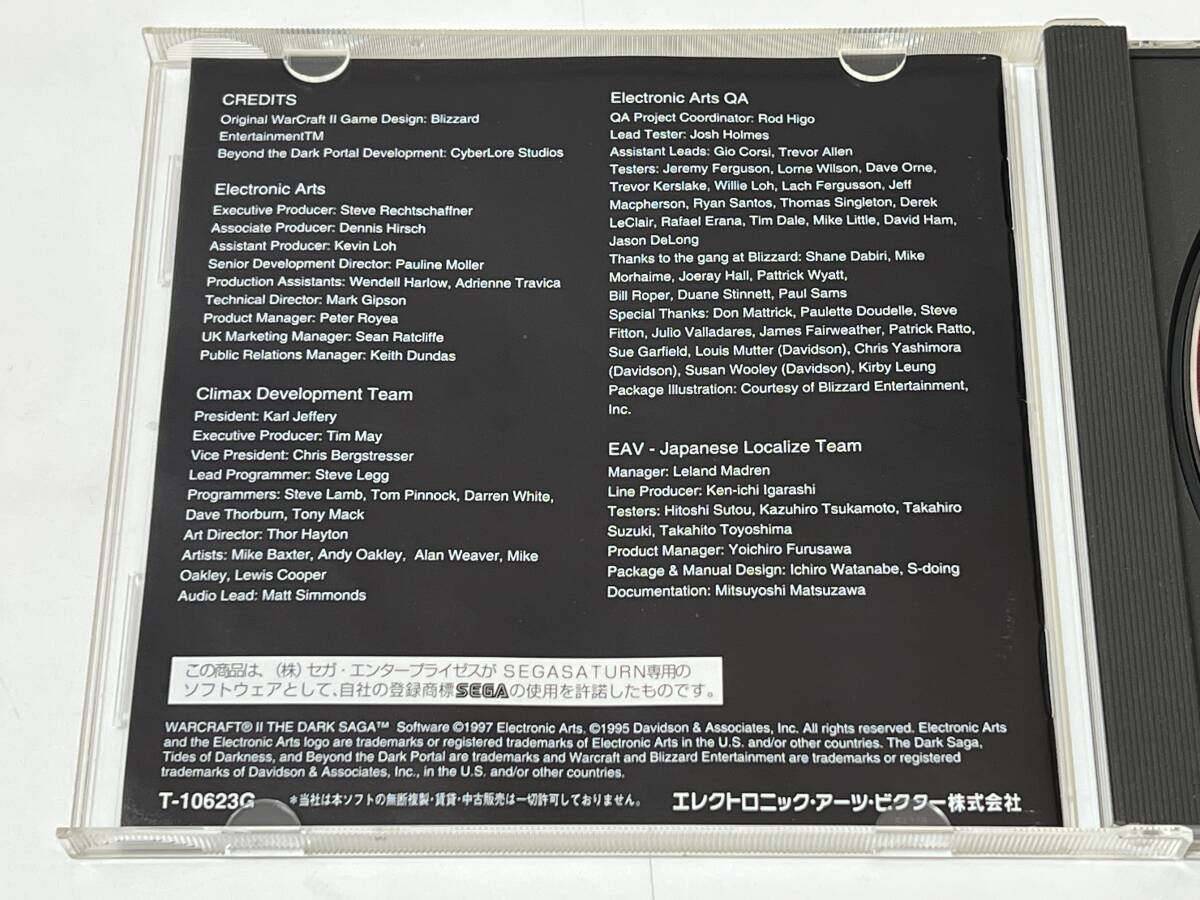 CREDITS
Original WarCraft II Game Design: Blizzard
EntertainmentTM
Beyond the Dark Portal Development: CyberLore Studios
Electronic Arts
Executive Producer: Steve Rechtschaffner
Associate Producer: Dennis Hirsch
Assistant Producer: Kevin Loh
Senior Development Director: Pauline Moller
Production Assistants: Wendell Harlow, Adrienne Travica
Technical Director: Mark Gipson
Product Manager: Peter Royea
UK Marketing Manager: Sean Ratcliffe
Public Relations Manager: Keith Dundas
Climax Development Team
President: Karl Jeffery
Executive Producer: Tim May
Vice President: Chris Bergstresser
Lead Programmer: Steve Legg
Programmers: Steve Lamb, Tom Pinnock, Darren White,
Dave Thorburn, Tony Mack
Art Director: Thor Hayton
Artists: Mike Baxter, Andy Oakley, Alan Weaver, Mike
Oakley, Lewis Cooper
Audio Lead: Matt Simmonds
Electronic Arts QA
QA Project Coordinator: Rod Higo
Lead Tester: Josh Holmes
Assistant Leads: Gio Corsi, Trevor Allen
Testers: Jeremy Ferguson, Lorne Wilson, Dave Orne,
Trevor Kerslake, Willie Loh, Lach Fergusson, Jeff
Macpherson, Ryan Santos, Thomas Singleton, Derek
LeClair, Rafael Erana, Tim Dale, Mike Little, David Ham,
Jason DeLong
Thanks to the gang at Blizzard: Shane Dabiri, Mike
Morhaime, Joeray Hall, Pattrick Wyatt,
Bill Roper, Duane Stinnett, Paul Sams
Special Thanks: Don Mattrick, Paulette Doudelle, Steve
Fitton, Julio Valladares, James Fairweather, Patrick Ratto,
Sue Garfield, Louis Mutter (Davidson), Chris Yashimora
(Davidson), Susan Wooley (Davidson), Kirby Leung
Package Illustration: Courtesy of Blizzard Entertainment,
Inc.
EAV - Japanese Localize Team
Manager: Leland Madren
Line Producer: Ken-ichi Igarashi
Testers: Hitoshi Sutou, Kazuhiro Tsukamoto, Takahiro
Suzuki, Takahito Toyoshima
Product Manager: Yoichiro Furusawa
Package & Manual Design: Ichiro Watanabe, S-doing
Documentation: Mitsuyoshi Matsuzawa
この商品は、(株)セガ・エンタープライゼスがSEGASATURN専用の
ソフトウェアとして、自社の登録商標SEGAの使用を許諾したものです。
WARCRAFT® II THE DARK SAGA™ Software ©1997 Electronic Arts, ©1995 Davidson & Associates, Inc. All rights reserved. Electronic Arts
and the Electronic Arts logo are trademarks or registered trademarks of Electronic Arts in the U.S. and/or other countries. The Dark Saga,
Tides of Darkness, and Beyond the Dark Portal are trademarks and Warcraft and Blizzard Entertainment are trademarks or registered
trademarks of Davidson & Associates, Inc., in the U.S. and/or other countries.
T-10623G ＊当社は本ソフトの無断複製・賃貸・中古販売は一切許可しておりません。 エレクトロニック・アーツ・ビクター株式会社